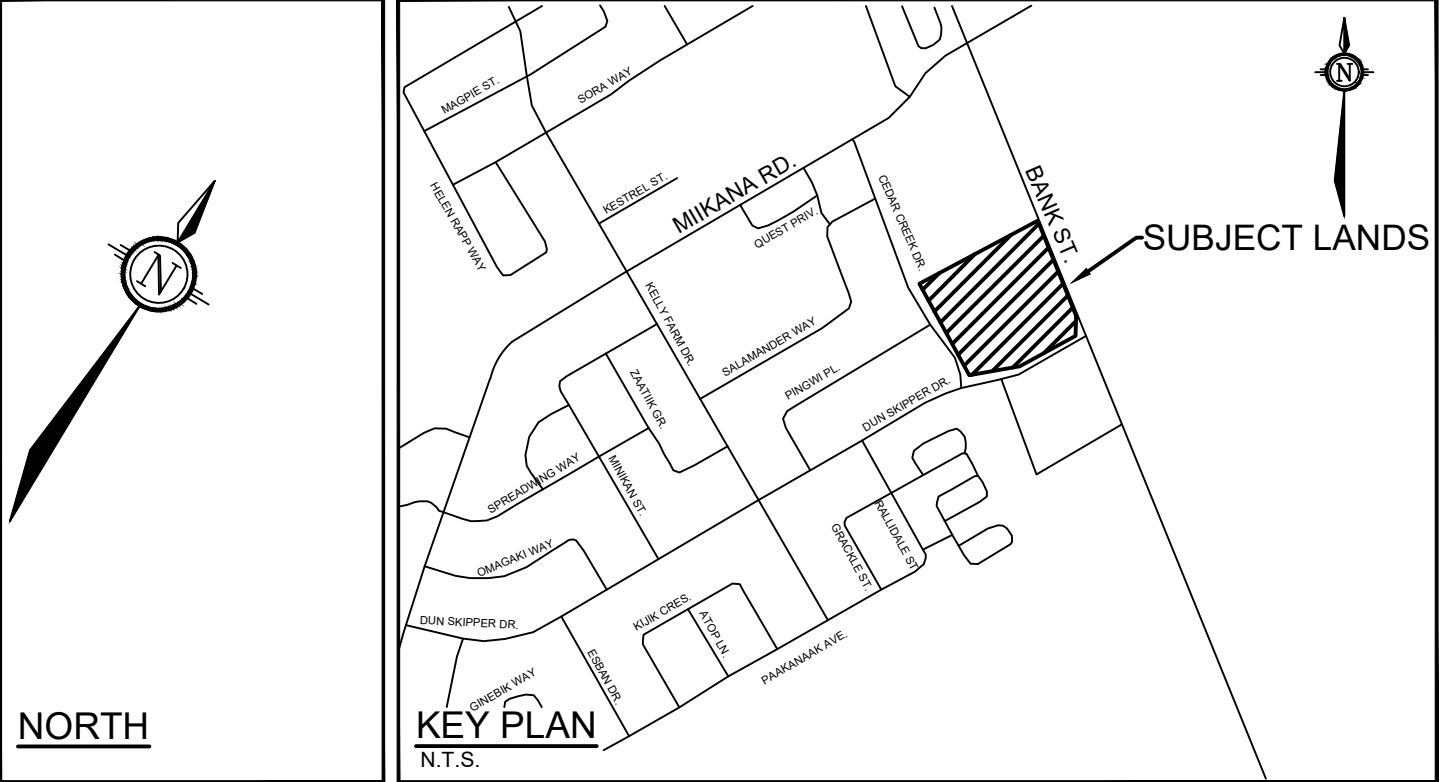 N
NORTH
N
MAGPIE ST.
SORA WAY
HELEN RAPP WAY
KESTREL ST.
MIIKANA RD.
QUEST PRIV.
CEDAR CREEK DR.
BANK ST.
SUBJECT LANDS
KELLY FARM DR.
SALAMANDER WAY
ZAATIIK GR.
PINGWI PL.
DUN SKIPPER DR.
SPREADWING WAY
MINIKAN ST.
OMAGAKI WAY
GRACKLE ST.
RALLIDALE ST
DUN SKIPPER DR.
KIJIK CRES.
ATOP LN.
PAAKANAAK AVE.
ESBAN DR.
GINEBIK WAY
KEY PLAN
N.T.S.